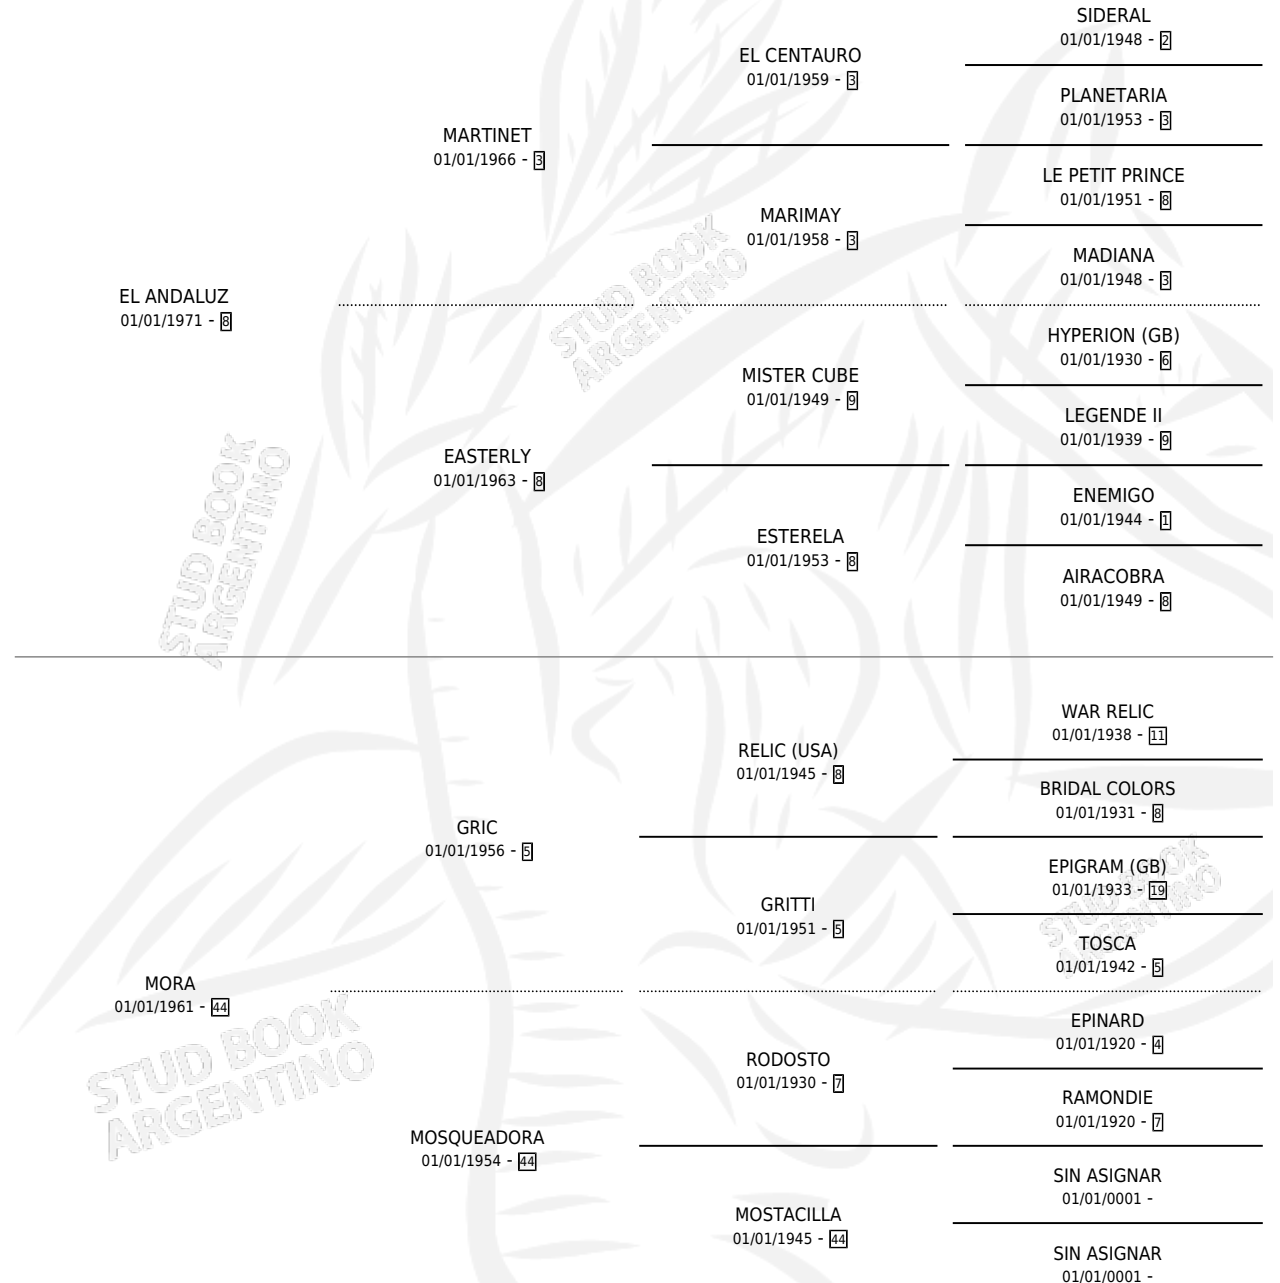 SIDERAL
01/01/1948 - 2
EL CENTAURO
01/01/1959 - 3
PLANETARIA
01/01/1953 - 3
MARTINET
01/01/1966 - 3
LE PETIT PRINCE
01/01/1951 - 8
MARIMAY
01/01/1958 - 3
MADIANA
01/01/1948 - 3
EL ANDALUZ
01/01/1971 - 8
HYPERION (GB)
01/01/1930 - 6
MISTER CUBE
01/01/1949 - 9
LEGENDE II
01/01/1939 - 9
EASTERLY
01/01/1963 - 8
ENEMIGO
01/01/1944 - 1
ESTERELA
01/01/1953 - 8
AIRACOBRA
01/01/1949 - 8
STUD BOOK
ARGENTINO
STUD BOOK
ARGENTINO
WAR RELIC
01/01/1938 - 11
RELIC (USA)
01/01/1945 - 8
BRIDAL COLORS
01/01/1931 - 8
GRIC
01/01/1956 - 5
EPIGRAM (GB)
01/01/1933 - 19
GRITTI
01/01/1951 - 5
TOSCA
01/01/1942 - 5
MORA
01/01/1961 - 44
EPINARD
01/01/1920 - 4
RODOSTO
01/01/1930 - 7
RAMONDIE
01/01/1920 - 7
MOSQUEADORA
01/01/1954 - 44
SIN ASIGNAR
01/01/0001 -
MOSTACILLA
01/01/1945 - 44
SIN ASIGNAR
01/01/0001 -
STUD BOOK
ARGENTINO
STUD BOOK
ARGENTINO